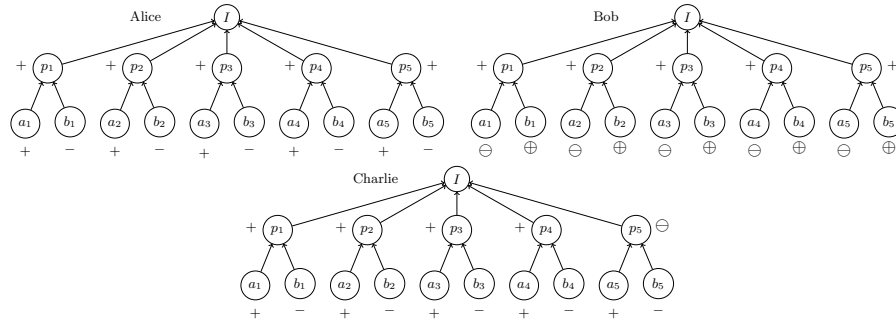 Alice I Bob I
+ p₁ + p₂ + p₃ + p₄ p₅ + + p₁ + p₂ + p₃ + p₄ p₅ +
a₁ b₁ a₂ b₂ a₃ b₃ a₄ b₄ a₅ b₅ a₁ b₁ a₂ b₂ a₃ b₃ a₄ b₄ a₅ b₅
+ − + − + − + − + − ⊖ ⊕ ⊖ ⊕ ⊖ ⊕ ⊖ ⊕ ⊖ ⊕
Charlie I
+ p₁ + p₂ + p₃ + p₄ p₅ ⊖
a₁ b₁ a₂ b₂ a₃ b₃ a₄ b₄ a₅ b₅
+ − + − + − + − + −